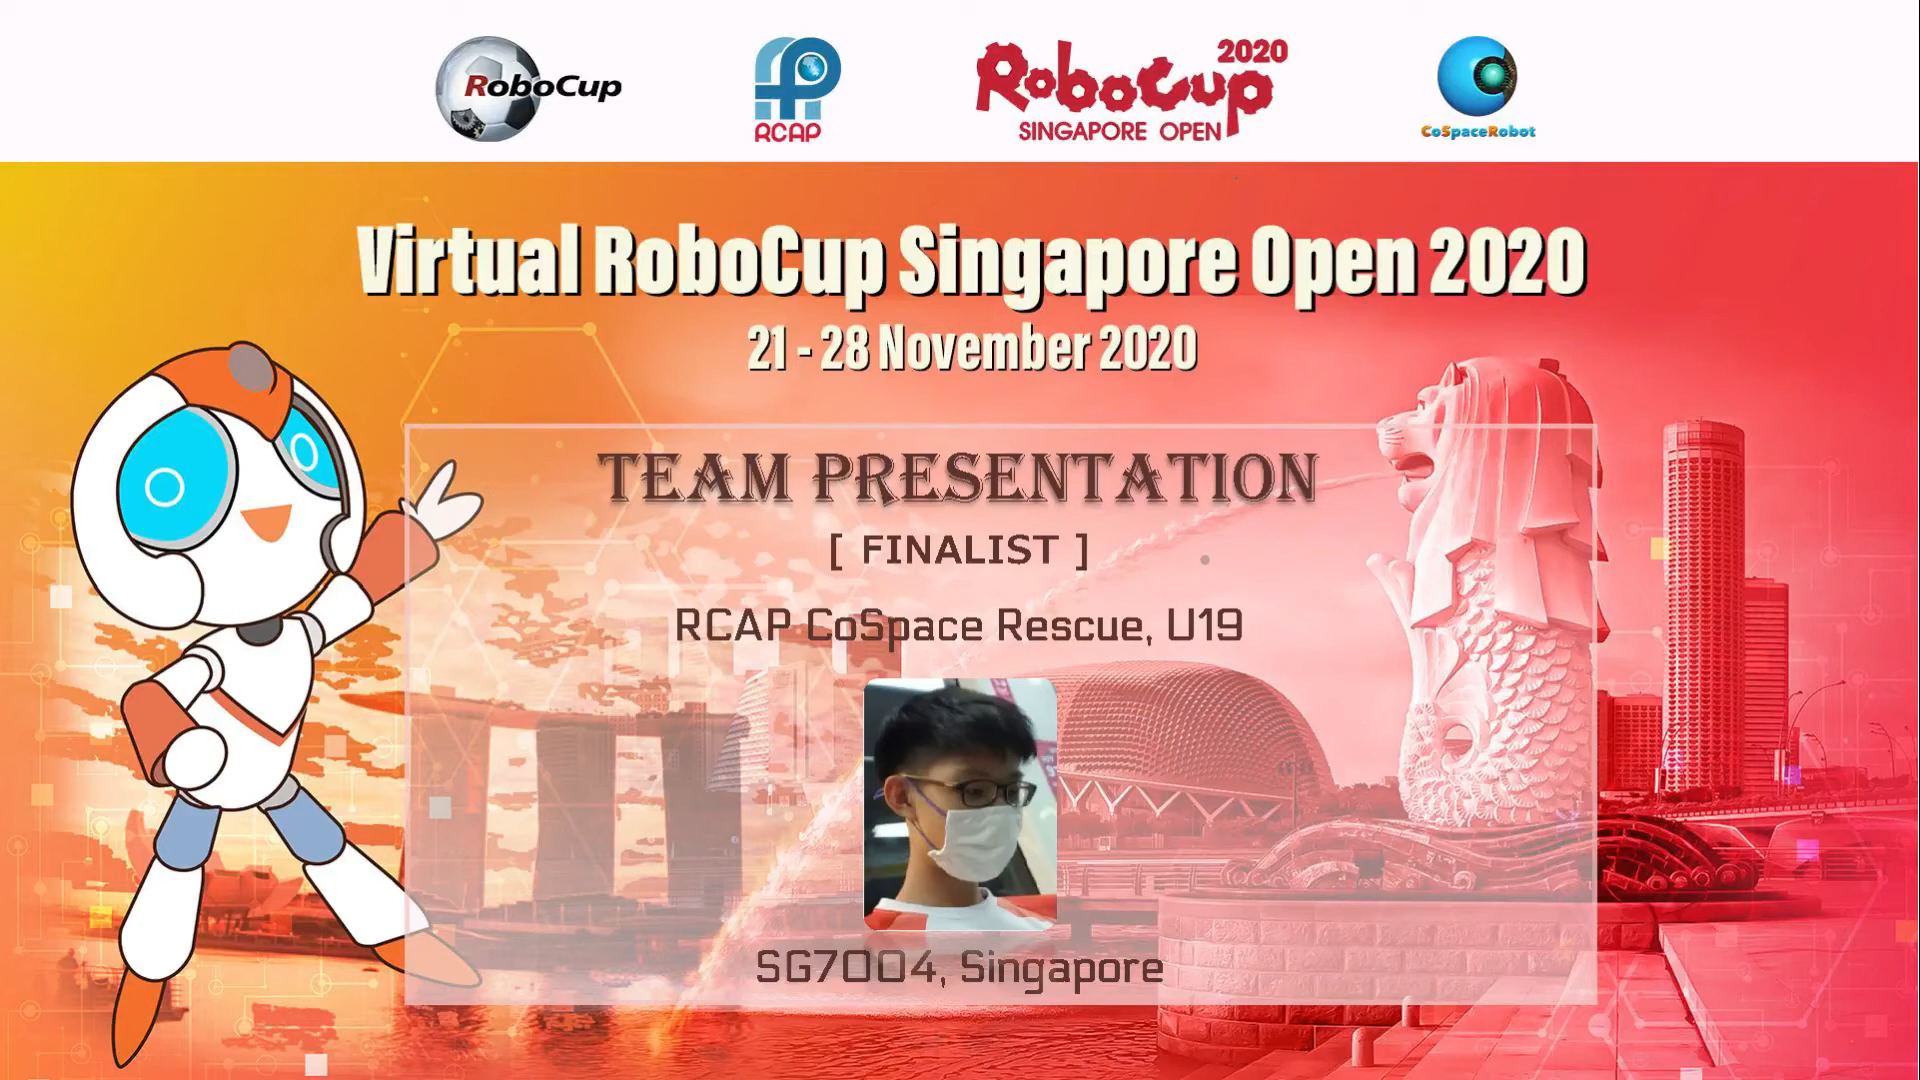 RoboCup
RCAP
RoboCup 2020
SINGAPORE OPEN
CoSpaceRobot
Virtual RoboCup Singapore Open 2020
21 - 28 November 2020
TEAM PRESENTATION
[ FINALIST ]
RCAP CoSpace Rescue, U19
SG7004, Singapore